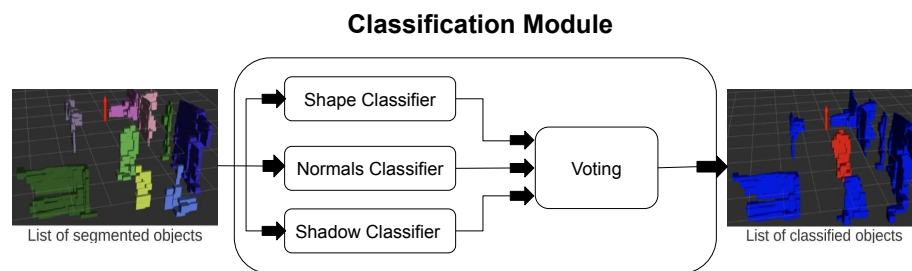 Classification Module
Shape Classifier
Normals Classifier
Shadow Classifier
Voting
List of segmented objects
List of classified objects